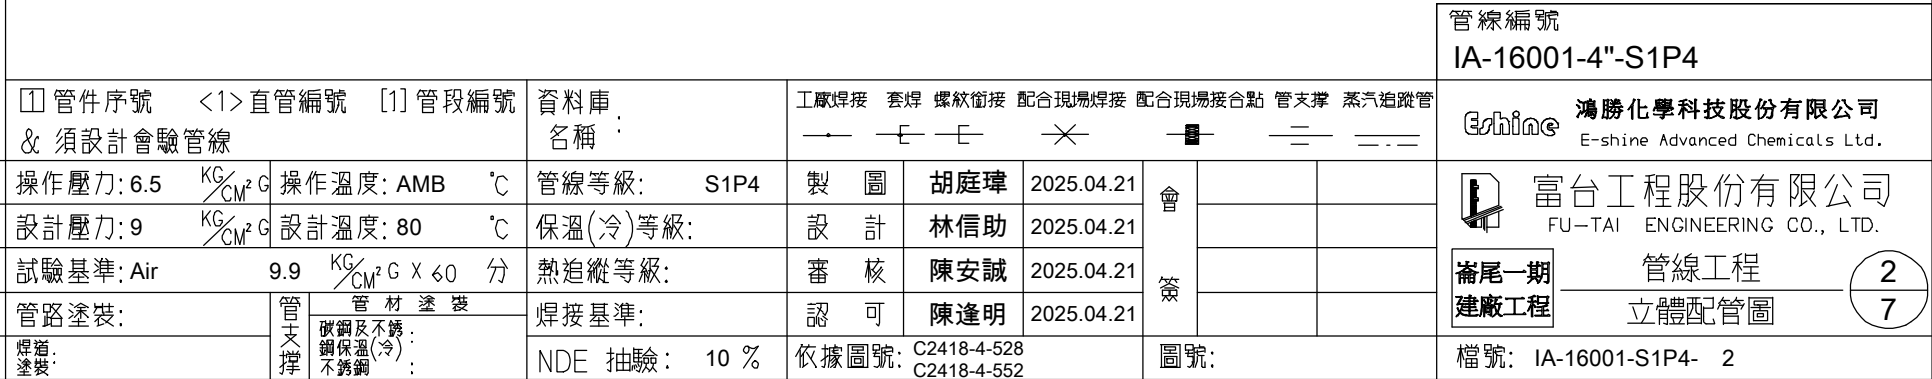 管線編號
IA-16001-4"-S1P4
1 管件序號 <1>直管編號 [1]管段編號
& 須設計會驗管線
資料庫名稱:
工廠焊接 套焊 螺紋銜接 配合現場焊接 配合現場接合點 管支撐 蒸汽追蹤管
Eshine 鴻勝化學科技股份有限公司
E-shine Advanced Chemicals Ltd.
操作壓力: 6.5 KG/CM² G 操作溫度: AMB °C 管線等級: S1P4 製圖 胡庭瑋 2025.04.21
設計壓力: 9 KG/CM² G 設計溫度: 80 °C 保溫(冷)等級: 設計 林信助 2025.04.21
試驗基準: Air 9.9 KG/CM² G X 60 分 熱追縱等級: 審核 陳安誠 2025.04.21
管路塗裝: 管支撐 管材塗裝 焊接基準: 認可 陳逢明 2025.04.21
會簽
富台工程股份有限公司
FU-TAI ENGINEERING CO., LTD.
崙尾一期
建廠工程
管線工程
立體配管圖
2
7
焊道塗裝:
碳鋼及不銹鋼保溫(冷):
不銹鋼:
NDE 抽驗: 10 %
依據圖號: C2418-4-528
C2418-4-552
圖號:
檔號: IA-16001-S1P4- 2